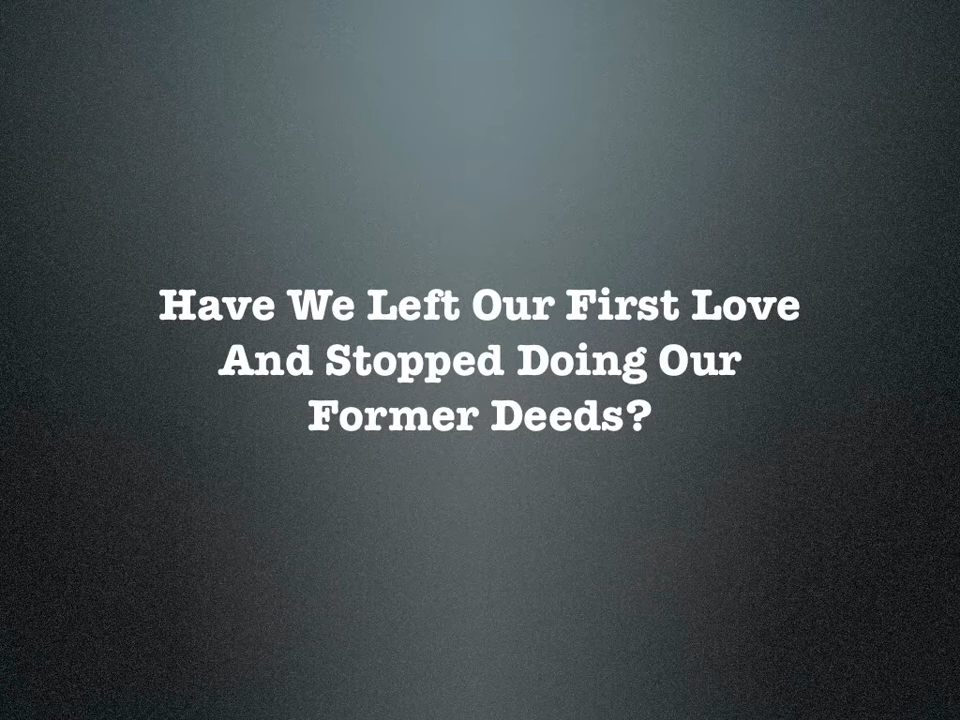 Have We Left Our First Love
And Stopped Doing Our
Former Deeds?